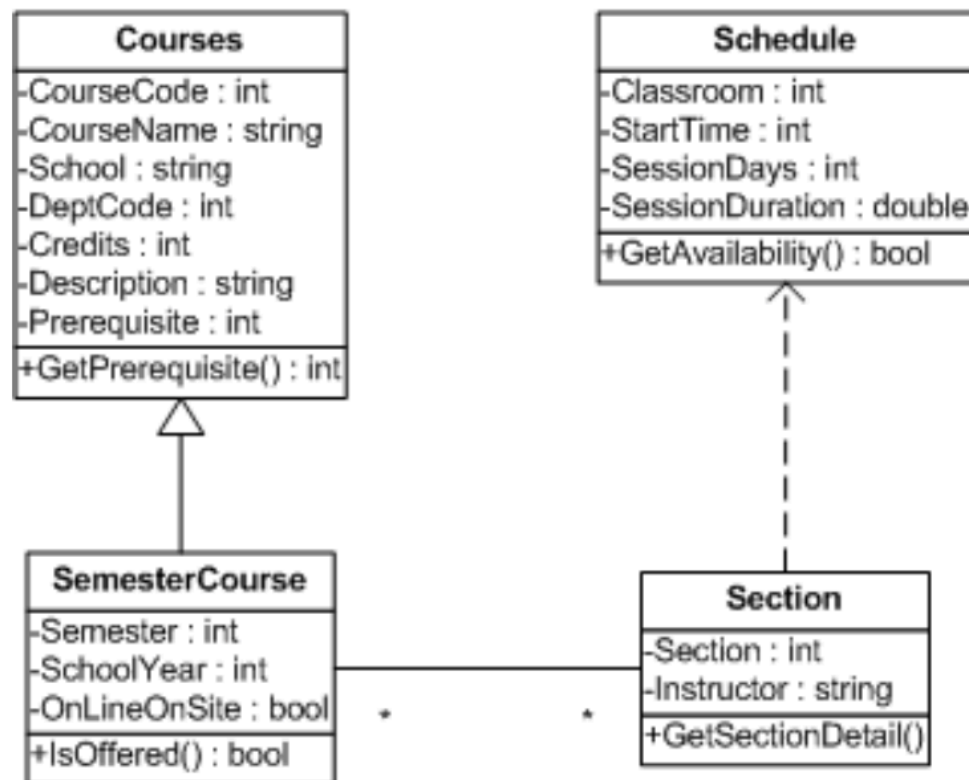 Courses
-CourseCode : int
-CourseName : string
-School : string
-DeptCode : int
-Credits : int
-Description : string
-Prerequisite : int
+GetPrerequisite() : int
Schedule
-Classroom : int
-StartTime : int
-SessionDays : int
-SessionDuration : double
+GetAvailability() : bool
SemesterCourse
-Semester : int
-SchoolYear : int
-OnLineOnSite : bool
+IsOffered() : bool
* *
Section
-Section : int
-Instructor : string
+GetSectionDetail()